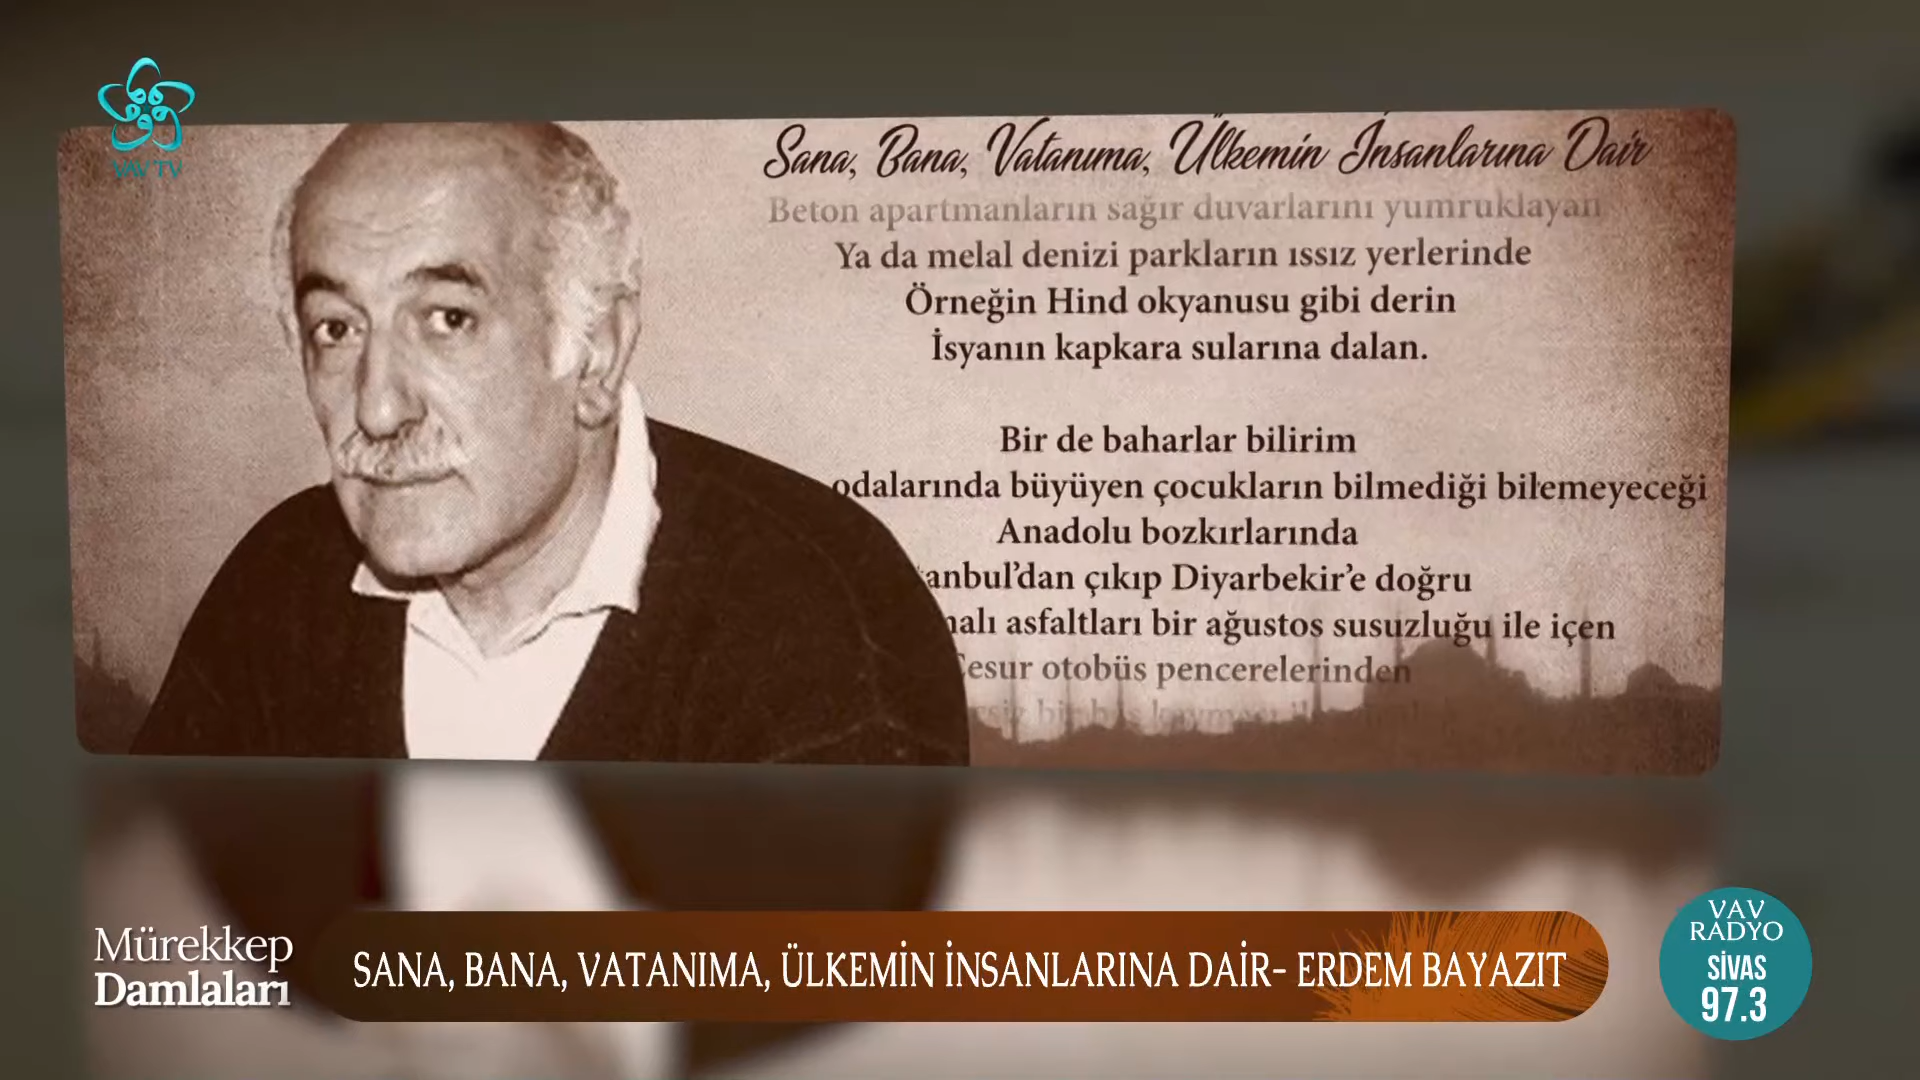 VAV TV
Sana, Bana, Vatanıma, Ülkemin İnsanlarına Dair
Beton apartmanların sağır duvarlarını yumruklayan
Ya da melal denizi parkların ıssız yerlerinde
Örneğin Hind okyanusu gibi derin
İsyanın kapkara sularına dalan.
Bir de baharlar bilirim
odalarında büyüyen çocukların bilmediği bilemeyeceği
Anadolu bozkırlarında
tanbul’dan çıkıp Diyarbekir’e doğru
nalı asfaltları bir ağustos susuzluğu ile içen
Cesur otobüs pencerelerinden
Mürekkep
Damlaları
SANA, BANA, VATANIMA, ÜLKEMİN İNSANLARINA DAİR- ERDEM BAYAZIT
VAV
RADYO
SİVAS
97.3